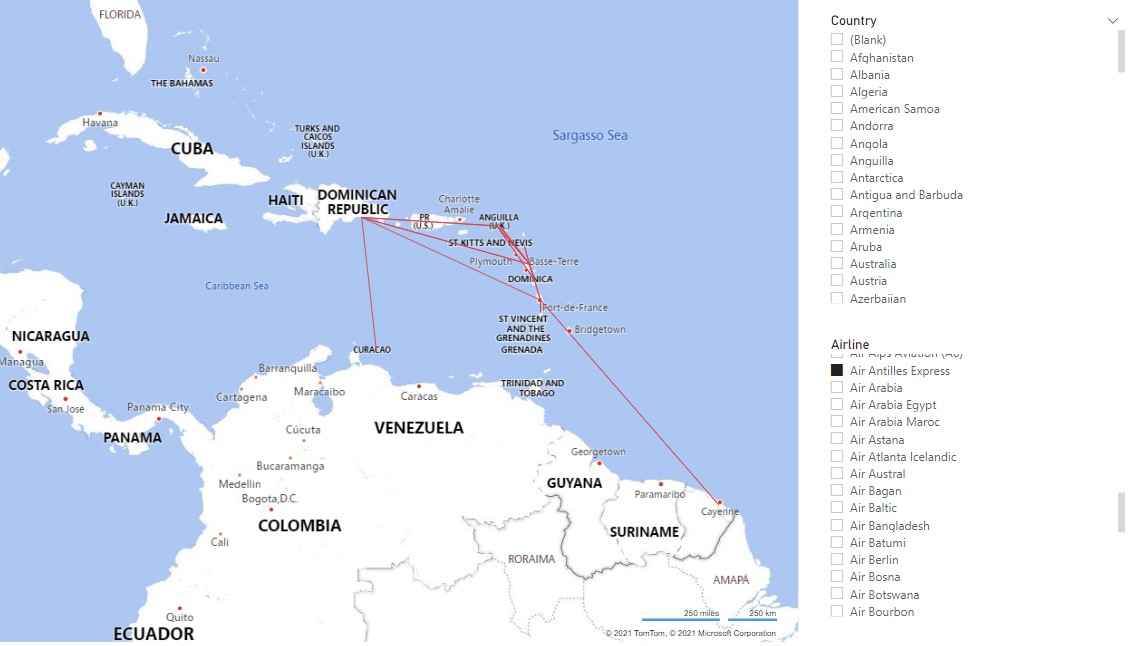 FLORIDA
Nassau
THE BAHAMAS
Havana
CUBA
TURKS AND
CAICOS
ISLANDS
(U.K.)
Sargasso Sea
CAYMAN
ISLANDS
(U.K.)
JAMAICA
HAITI
DOMINICAN
REPUBLIC
Charlotte
Amalie
PR
(U.S.)
ANGUILLA
(U.K.)
ST KITTS AND NEVIS
Plymouth
Basse-Terre
DOMINICA
Caribbean Sea
Fort-de-France
ST VINCENT
AND THE
GRENADINES
GRENADA
Bridgetown
NICARAGUA
Managua
CURACAO
COSTA RICA
San José
Barranquilla
Cartagena
Maracaibo
Caracas
TRINIDAD AND
TOBAGO
Panama City
PANAMA
VENEZUELA
Cúcuta
Bucaramanga
Medellin
Bogota,D.C.
COLOMBIA
Cali
Georgetown
GUYANA
Paramaribo
SURINAME
Cayenne
RORAIMA
AMAPÁ
Quito
ECUADOR
250 miles
250 km
© 2021 TomTom, © 2021 Microsoft Corporation
Country
(Blank)
Afghanistan
Albania
Algeria
American Samoa
Andorra
Angola
Anguilla
Antarctica
Antigua and Barbuda
Argentina
Armenia
Aruba
Australia
Austria
Azerbaijan
Airline
Air Alps Aviation (A6)
Air Antilles Express
Air Arabia
Air Arabia Egypt
Air Arabia Maroc
Air Astana
Air Atlanta Icelandic
Air Austral
Air Bagan
Air Baltic
Air Bangladesh
Air Batumi
Air Berlin
Air Bosna
Air Botswana
Air Bourbon